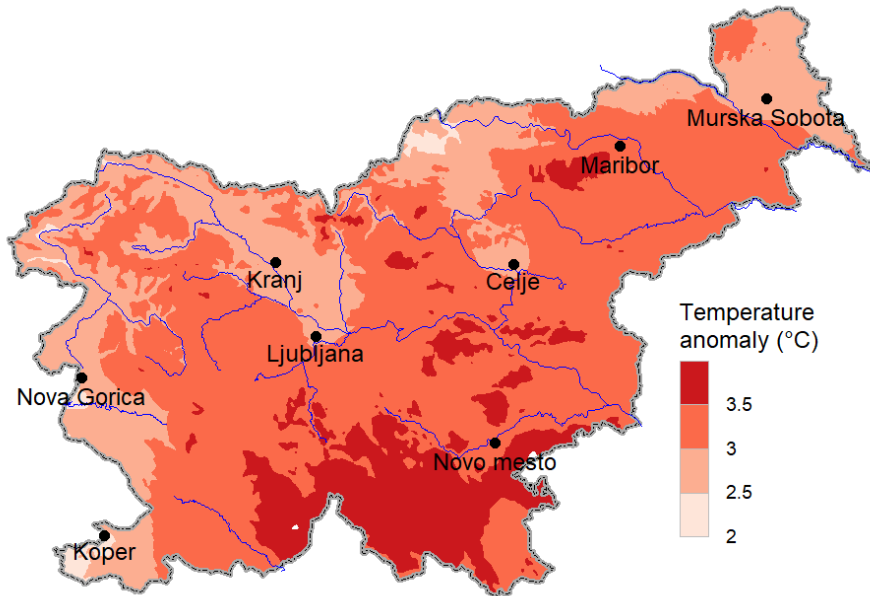 Murska Sobota
Maribor
Kranj
Celje
Ljubljana
Nova Gorica
Novo mesto
Koper
Temperature
anomaly (°C)
3.5
3
2.5
2